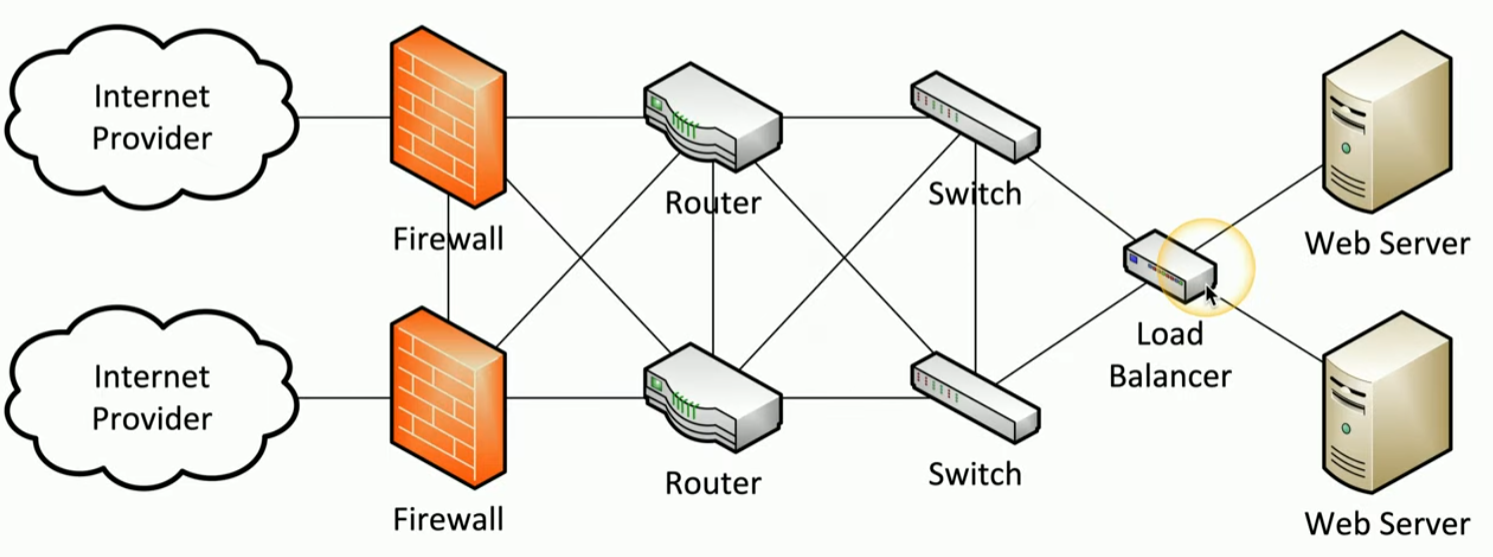 Internet
Provider
Firewall
Router
Switch
Web Server
Load
Balancer
Internet
Provider
Firewall
Router
Switch
Web Server